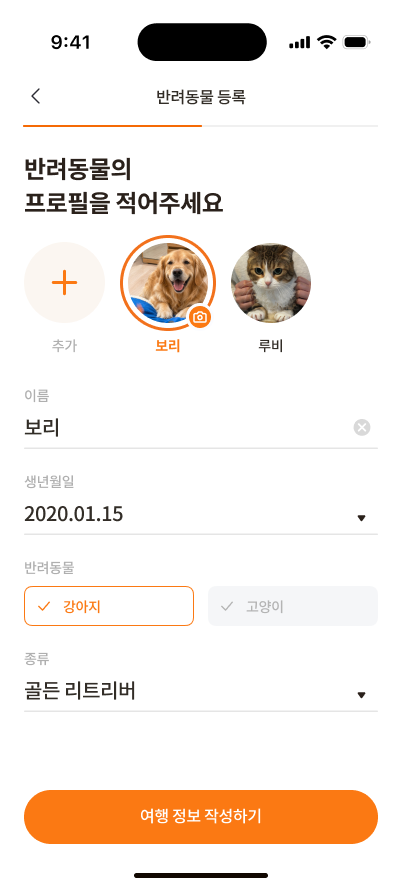 9:41
반려동물 등록
반려동물의
프로필을 적어주세요
추가
보리
루비
이름
보리
생년월일
2020.01.15
반려동물
강아지
고양이
종류
골든 리트리버
여행 정보 작성하기